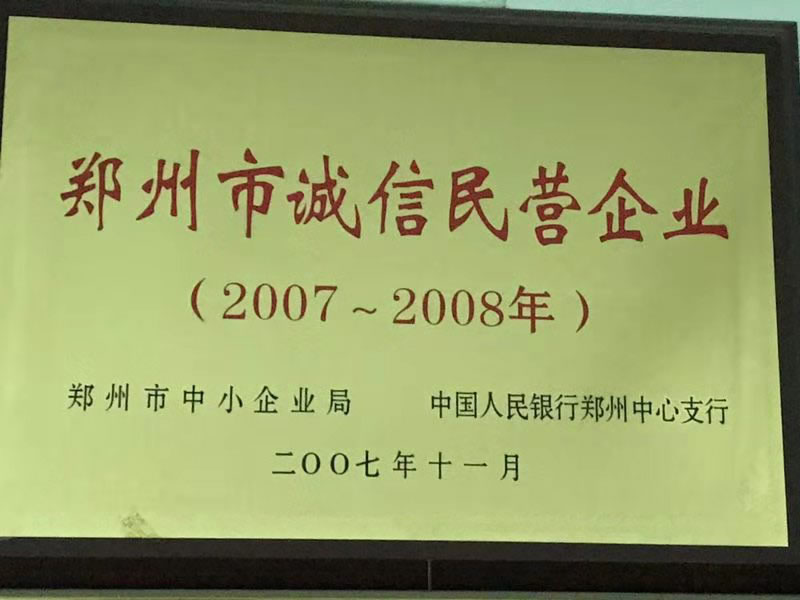 郑州市诚信民营企业
（2007～2008年）
郑州市中小企业局 中国人民银行郑州中心支行
二〇〇七年十一月